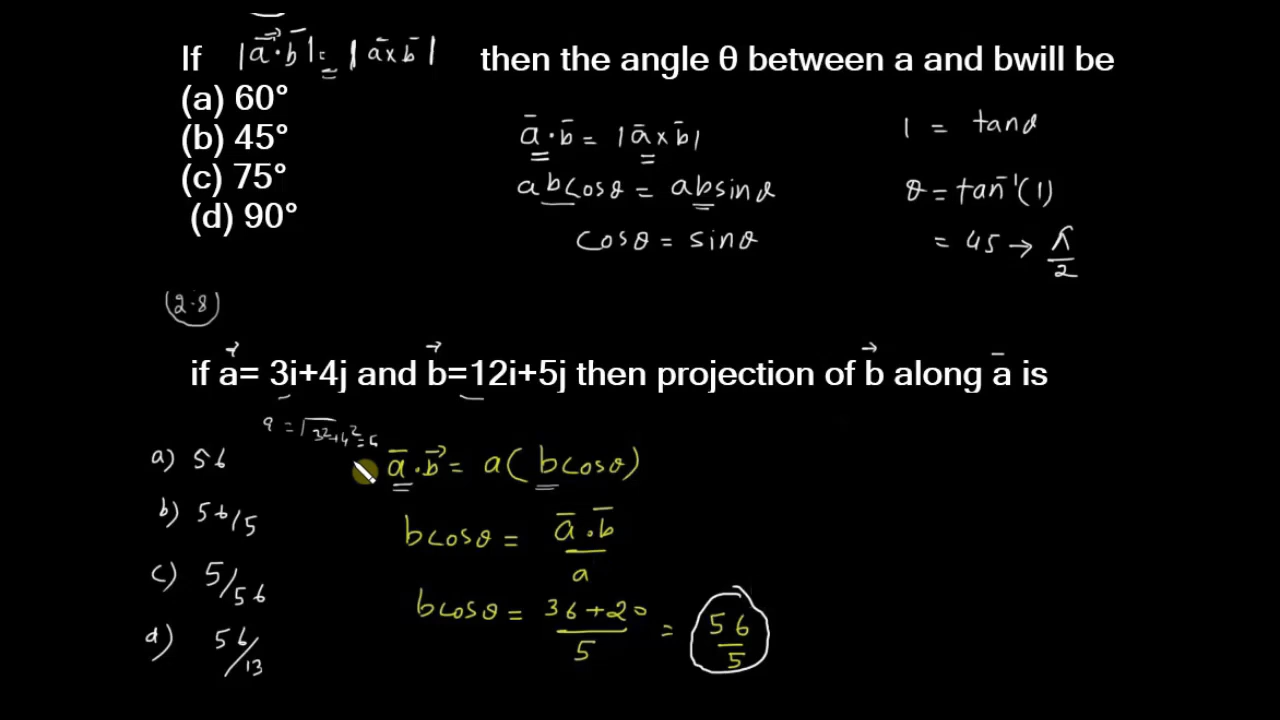 If |a⃗·b̄| = |ā×b̄| then the angle θ between a and bwill be
(a) 60°
(b) 45°
(c) 75°
(d) 90°
ā·b̄ = |ā×b̄|
abcosθ = absinθ
cosθ = sinθ
1 = tanθ
θ = tan⁻¹(1)
= 45 → π/2
(2.8)
if a⃗= 3i+4j and b⃗=12i+5j then projection of b⃗ along ā is
a = √3²+4² = 5
a) 56
b) 56/5
c) 5/56
d) 56/13
ā·b⃗ = a(bcosθ)
bcosθ = ā·b̄/a
bcosθ = 36+20/5 = 56/5